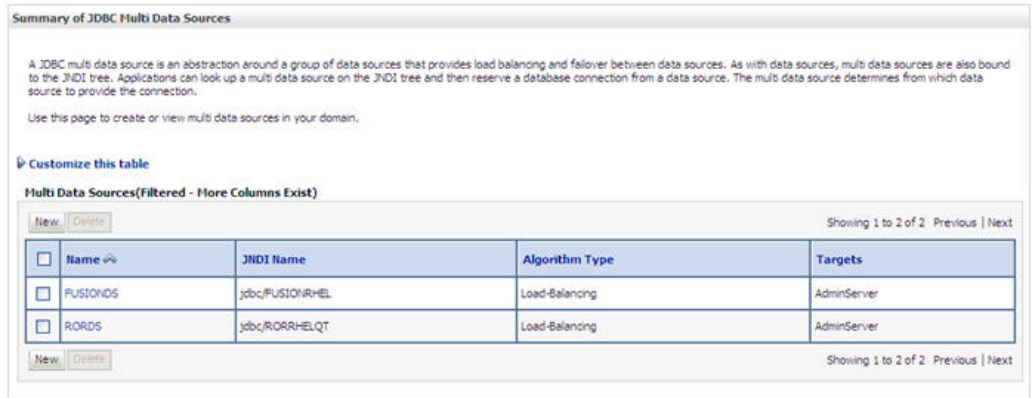 Summary of JDBC Multi Data Sources
A JDBC multi data source is an abstraction around a group of data sources that provides load balancing and failover between data sources. As with data sources, multi data sources are also bound
to the JNDI tree. Applications can look up a multi data source on the JNDI tree and then reserve a database connection from a data source. The multi data source determines from which data
source to provide the connection.
Use this page to create or view multi data sources in your domain.
Customize this table
Multi Data Sources(Filtered - More Columns Exist)
New Delete Showing 1 to 2 of 2 Previous | Next
Name JNDI Name Algorithm Type Targets
FUSIONDS jdbc/FUSIONRHEL Load-Balancing AdminServer
RORDS jdbc/RORRHELQT Load-Balancing AdminServer
New Delete Showing 1 to 2 of 2 Previous | Next